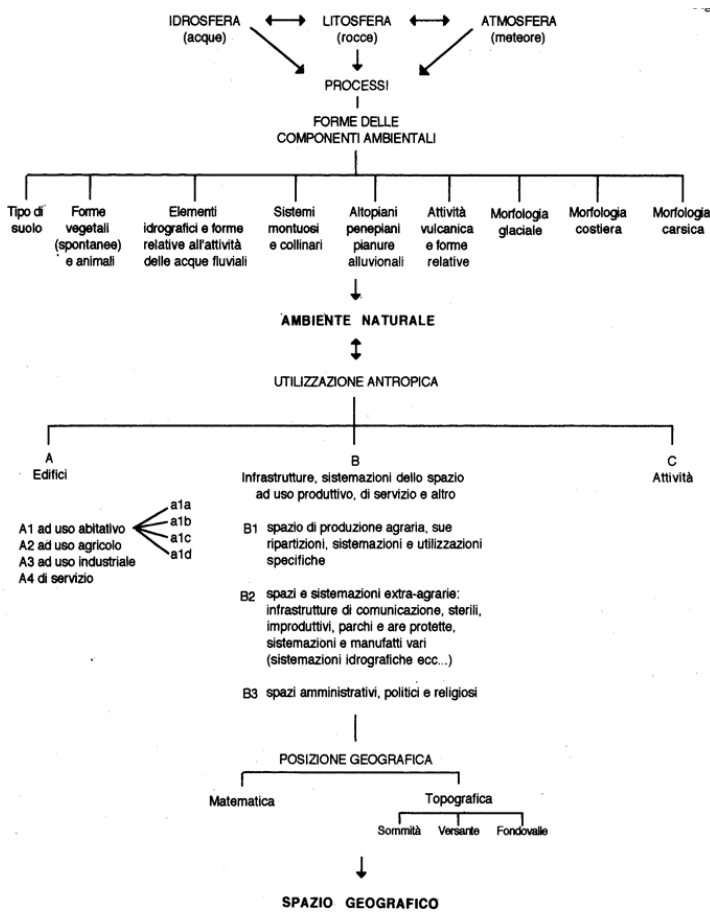 IDROSFERA LITOSFERA ATMOSFERA
(acque) (rocce) (meteore)
PROCESSI
FORME DELLE
COMPONENTI AMBIENTALI
Tipo di
suolo
Forme
vegetali
(spontanee)
e animali
Elementi
idrografici e forme
relative all'attività
delle acque fluviali
Sistemi
montuosi
e collinari
Altopiani
penepiani
pianure
alluvionali
Attività
vulcanica
e forme
relative
Morfologia
glaciale
Morfologia
costiera
Morfologia
carsica
AMBIENTE NATURALE
UTILIZZAZIONE ANTROPICA
A
Edifici
A1 ad uso abitativo
A2 ad uso agricolo
A3 ad uso industriale
A4 di servizio
a1a
a1b
a1c
a1d
B
Infrastrutture, sistemazioni dello spazio
ad uso produttivo, di servizio e altro
B1 spazio di produzione agraria, sue
ripartizioni, sistemazioni e utilizzazioni
specifiche
B2 spazi e sistemazioni extra-agrarie:
infrastrutture di comunicazione, sterili,
improduttivi, parchi e are protette,
sistemazioni e manufatti vari
(sistemazioni idrografiche ecc...)
B3 spazi amministrativi, politici e religiosi
C
Attività
POSIZIONE GEOGRAFICA
Matematica Topografica
Sommità Versante Fondovalle
SPAZIO GEOGRAFICO